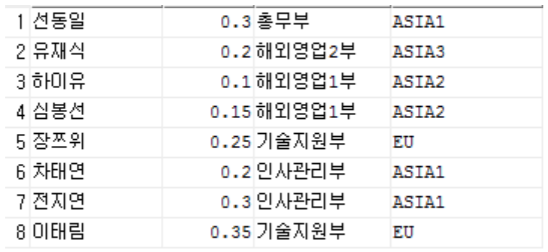 1 선동일 0.3 총무부 ASIA1
2 유재식 0.2 해외영업2부 ASIA3
3 하이유 0.1 해외영업1부 ASIA2
4 심봉선 0.15 해외영업1부 ASIA2
5 장쯔위 0.25 기술지원부 EU
6 차태연 0.2 인사관리부 ASIA1
7 전지연 0.3 인사관리부 ASIA1
8 이태림 0.35 기술지원부 EU